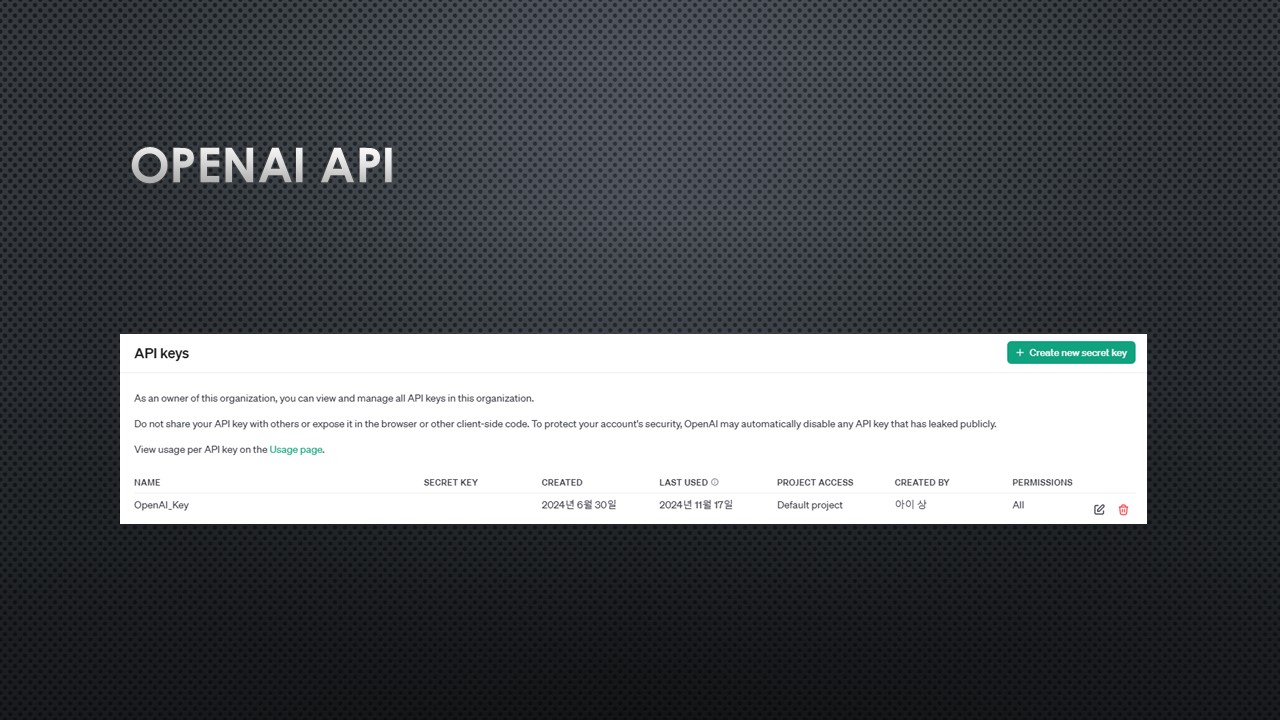 OPENAI API
API keys
+ Create new secret key
As an owner of this organization, you can view and manage all API keys in this organization.
Do not share your API key with others or expose it in the browser or other client-side code. To protect your account's security, OpenAI may automatically disable any API key that has leaked publicly.
View usage per API key on the Usage page.
NAME SECRET KEY CREATED LAST USED PROJECT ACCESS CREATED BY PERMISSIONS
OpenAI_Key 2024년 6월 30일 2024년 11월 17일 Default project 아이 상 All